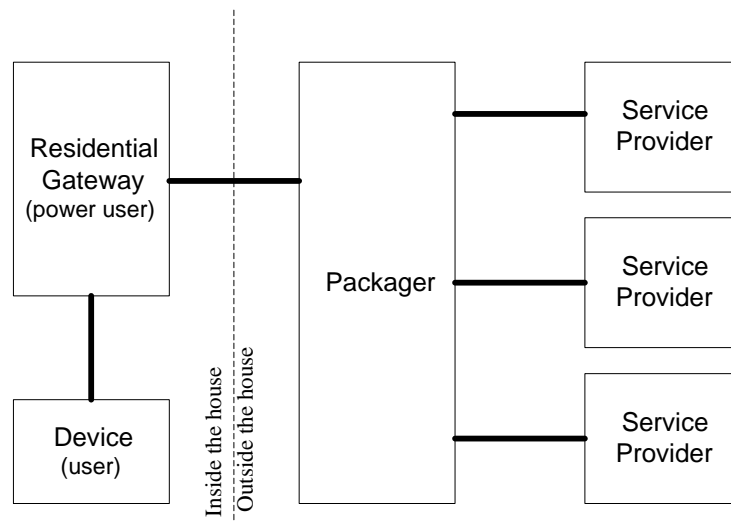 Residential
Gateway
(power user)
Device
(user)
Inside the house
Outside the house
Packager
Service
Provider
Service
Provider
Service
Provider